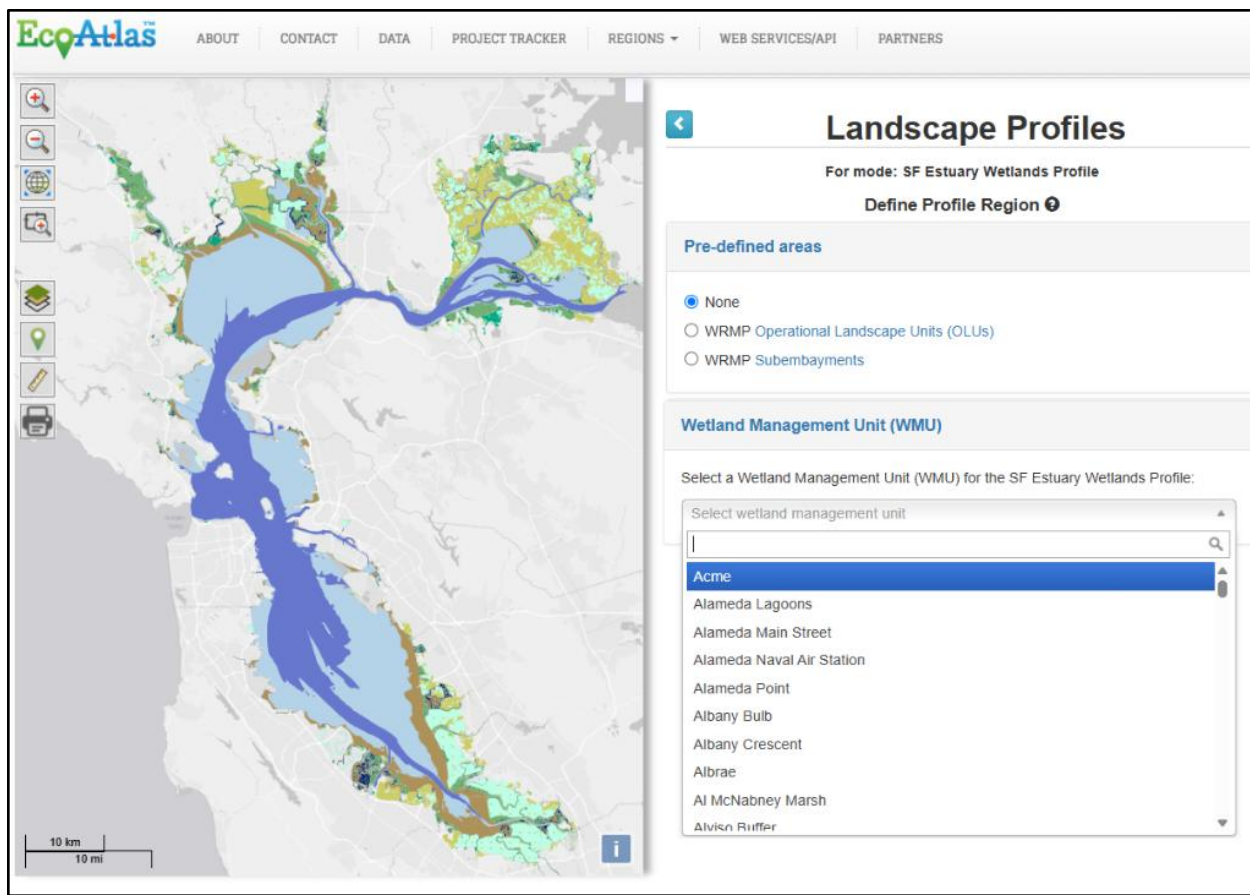 EcoAtlas™
ABOUT
CONTACT
DATA
PROJECT TRACKER
REGIONS
WEB SERVICES/API
PARTNERS
Landscape Profiles
For mode: SF Estuary Wetlands Profile
Define Profile Region
Pre-defined areas
None
WRMP Operational Landscape Units (OLUs)
WRMP Subembayments
Wetland Management Unit (WMU)
Select a Wetland Management Unit (WMU) for the SF Estuary Wetlands Profile:
Select wetland management unit
Acme
Alameda Lagoons
Alameda Main Street
Alameda Naval Air Station
Alameda Point
Albany Bulb
Albany Crescent
Albrae
Al McNabney Marsh
Alviso Buffer
10 km
10 mi
i